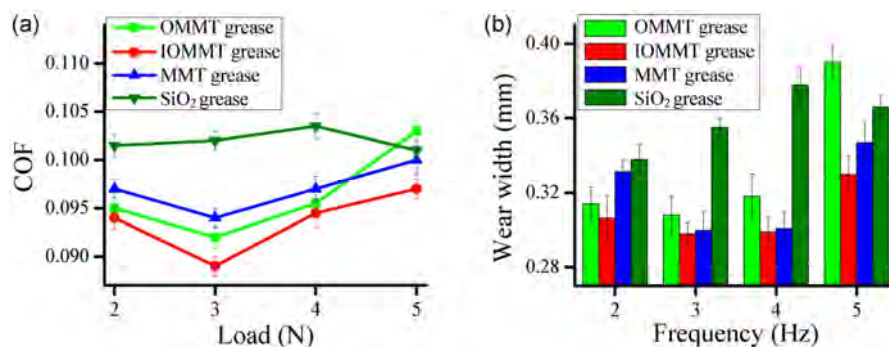 (a)
OMMT grease
IOMMT grease
MMT grease
SiO₂ grease
0.110
0.105
0.100
0.095
0.090
COF
2 3 4 5
Load (N)
(b)
OMMT grease
IOMMT grease
MMT grease
SiO₂ grease
0.40
0.36
0.32
0.28
Wear width (mm)
2 3 4 5
Frequency (Hz)